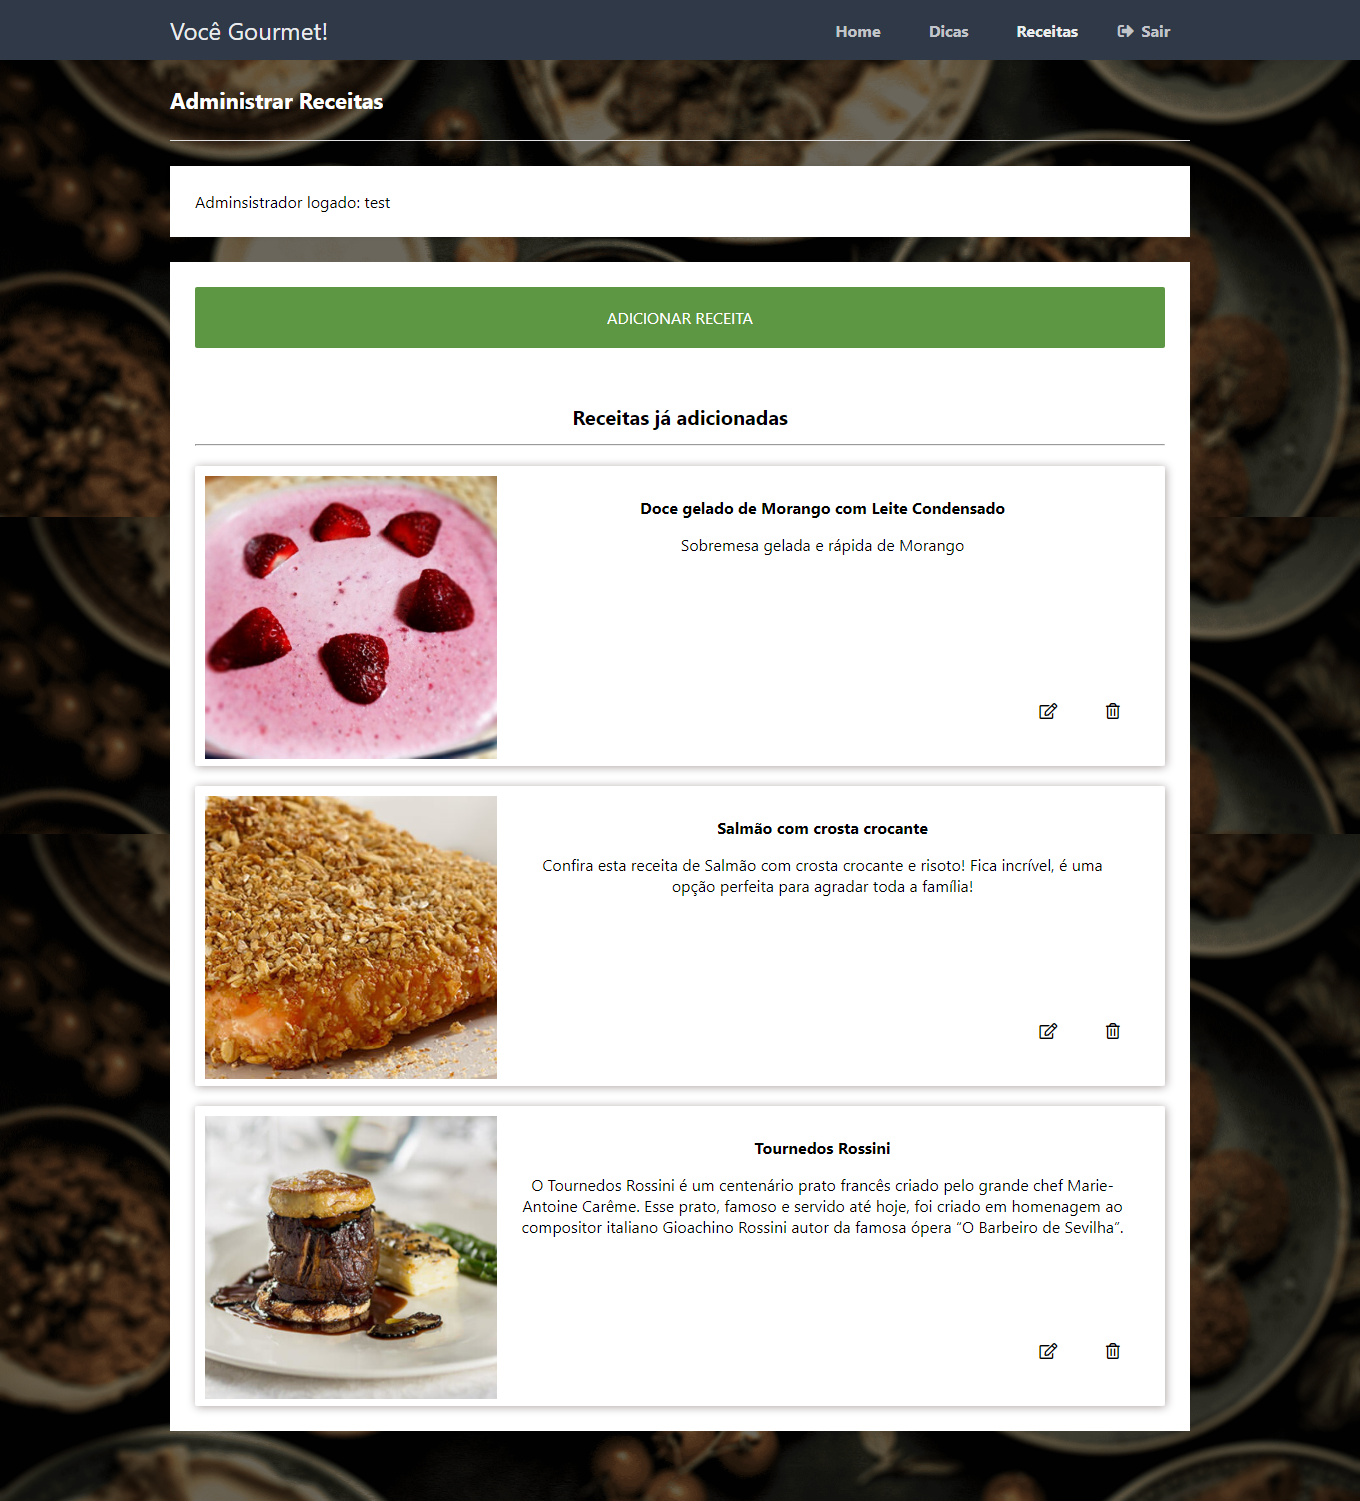 Você Gourmet!
Home
Dicas
Receitas
Sair
Administrar Receitas
Adminsistrador logado: test
ADICIONAR RECEITA
Receitas já adicionadas
Doce gelado de Morango com Leite Condensado
Sobremesa gelada e rápida de Morango
Salmão com crosta crocante
Confira esta receita de Salmão com crosta crocante e risoto! Fica incrível, é uma
opção perfeita para agradar toda a família!
Tournedos Rossini
O Tournedos Rossini é um centenário prato francês criado pelo grande chef Marie-
Antoine Carême. Esse prato, famoso e servido até hoje, foi criado em homenagem ao
compositor italiano Gioachino Rossini autor da famosa ópera “O Barbeiro de Sevilha”.